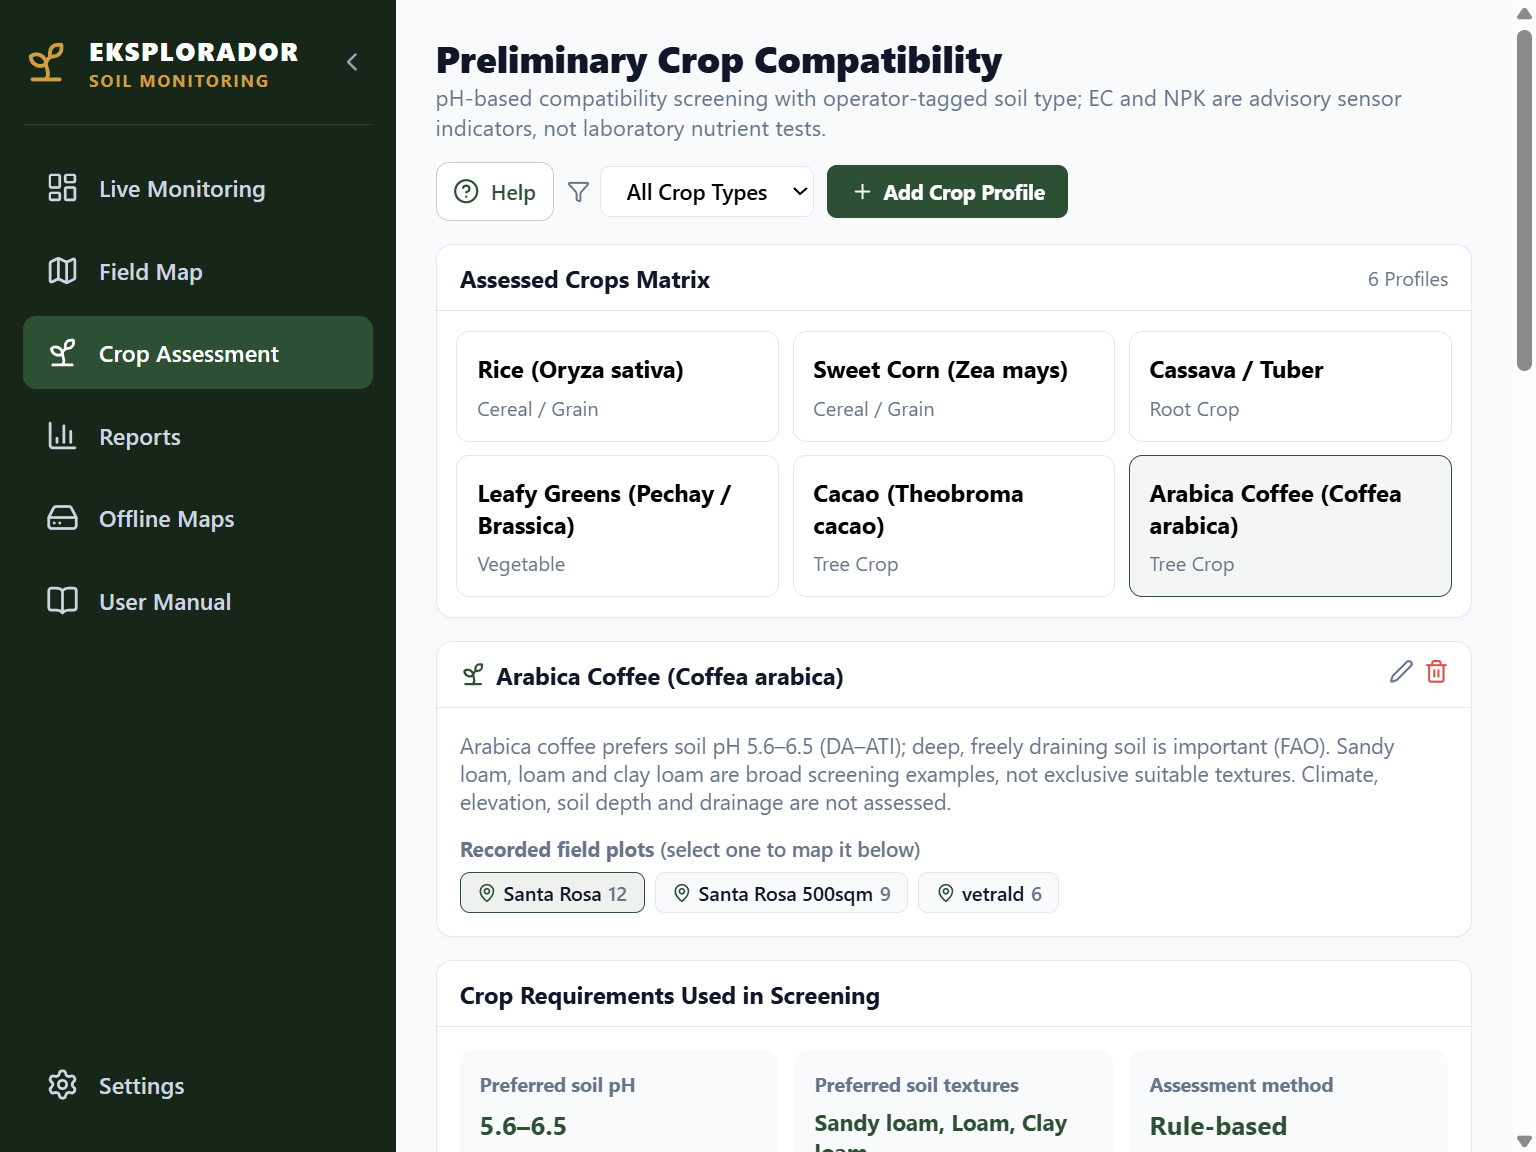 EKSPLORADOR
SOIL MONITORING
Live Monitoring
Field Map
Crop Assessment
Reports
Offline Maps
User Manual
Settings
Preliminary Crop Compatibility
pH-based compatibility screening with operator-tagged soil type; EC and NPK are advisory sensor
indicators, not laboratory nutrient tests.
Help
All Crop Types
Add Crop Profile
Assessed Crops Matrix
6 Profiles
Rice (Oryza sativa)
Cereal / Grain
Sweet Corn (Zea mays)
Cereal / Grain
Cassava / Tuber
Root Crop
Leafy Greens (Pechay /
Brassica)
Vegetable
Cacao (Theobroma
cacao)
Tree Crop
Arabica Coffee (Coffea
arabica)
Tree Crop
Arabica Coffee (Coffea arabica)
Arabica coffee prefers soil pH 5.6–6.5 (DA–ATI); deep, freely draining soil is important (FAO). Sandy
loam, loam and clay loam are broad screening examples, not exclusive suitable textures. Climate,
elevation, soil depth and drainage are not assessed.
Recorded field plots (select one to map it below)
Santa Rosa 12
Santa Rosa 500sqm 9
vetrald 6
Crop Requirements Used in Screening
Preferred soil pH
5.6–6.5
Preferred soil textures
Sandy loam, Loam, Clay
loam
Assessment method
Rule-based